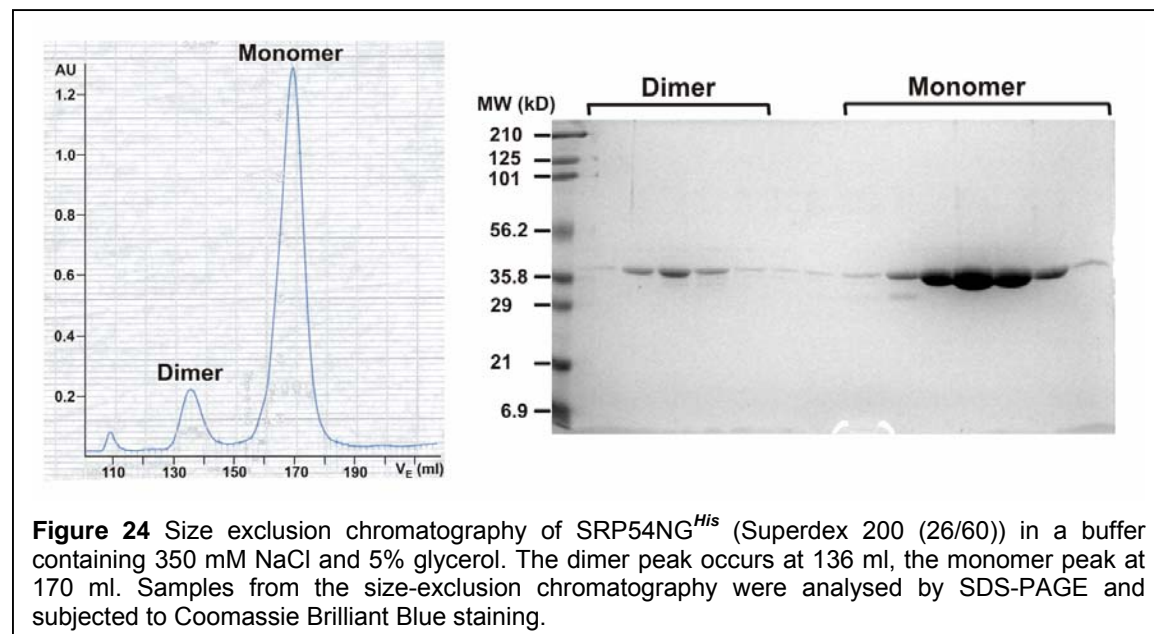 Monomer
AU
1.2
1.0
0.8
0.6
0.4
0.2
Dimer
110 130 150 170 190 V_E (ml)
Dimer Monomer
MW (kD)
210
125
101
56.2
35.8
29
21
6.9
Figure 24 Size exclusion chromatography of SRP54NG^His (Superdex 200 (26/60)) in a buffer
containing 350 mM NaCl and 5% glycerol. The dimer peak occurs at 136 ml, the monomer peak at
170 ml. Samples from the size-exclusion chromatography were analysed by SDS-PAGE and
subjected to Coomassie Brilliant Blue staining.